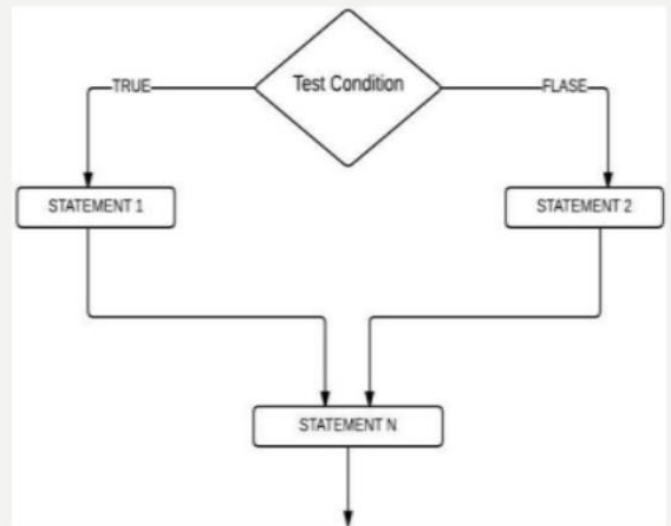 Test Condition
TRUE
FLASE
STATEMENT 1
STATEMENT 2
STATEMENT N